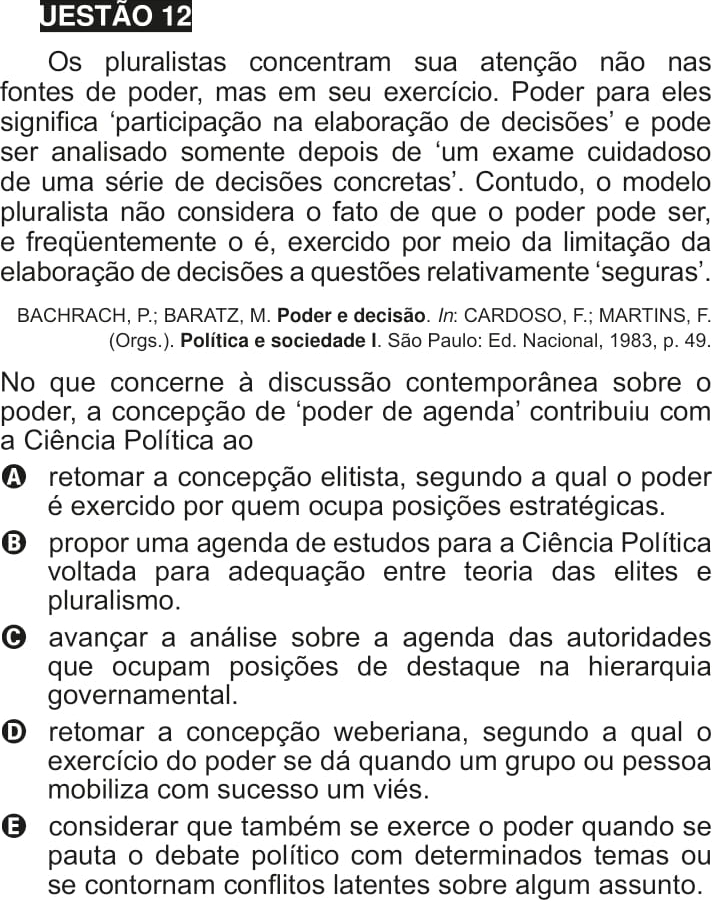 UESTÃO 12
Os pluralistas concentram sua atenção não nas
fontes de poder, mas em seu exercício. Poder para eles
significa ‘participação na elaboração de decisões’ e pode
ser analisado somente depois de ‘um exame cuidadoso
de uma série de decisões concretas’. Contudo, o modelo
pluralista não considera o fato de que o poder pode ser,
e freqüentemente o é, exercido por meio da limitação da
elaboração de decisões a questões relativamente ‘seguras’.
BACHRACH, P.; BARATZ, M. Poder e decisão. In: CARDOSO, F.; MARTINS, F.
(Orgs.). Política e sociedade I. São Paulo: Ed. Nacional, 1983, p. 49.
No que concerne à discussão contemporânea sobre o
poder, a concepção de ‘poder de agenda’ contribuiu com
a Ciência Política ao
A retomar a concepção elitista, segundo a qual o poder
é exercido por quem ocupa posições estratégicas.
B propor uma agenda de estudos para a Ciência Política
voltada para adequação entre teoria das elites e
pluralismo.
C avançar a análise sobre a agenda das autoridades
que ocupam posições de destaque na hierarquia
governamental.
D retomar a concepção weberiana, segundo a qual o
exercício do poder se dá quando um grupo ou pessoa
mobiliza com sucesso um viés.
E considerar que também se exerce o poder quando se
pauta o debate político com determinados temas ou
se contornam conflitos latentes sobre algum assunto.